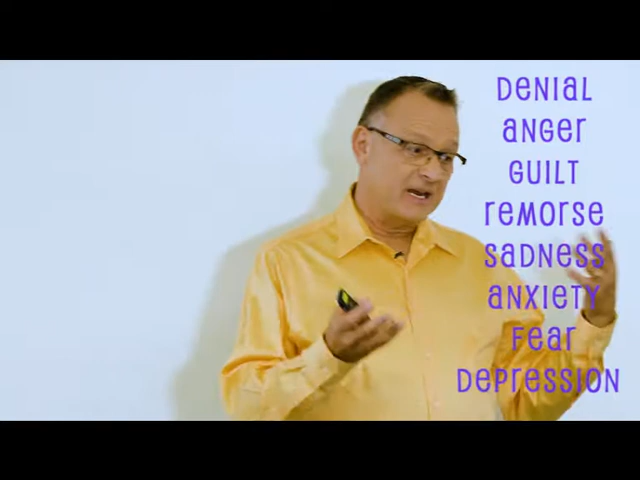 Denial
anger
GUILT
remorse
sadness
anxiety
Fear
Depression